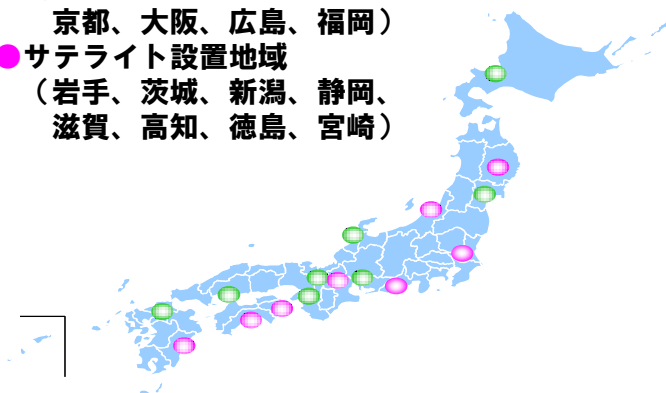 京都、大阪、広島、福岡）
●サテライト設置地域
（岩手、茨城、新潟、静岡、
滋賀、高知、徳島、宮崎）